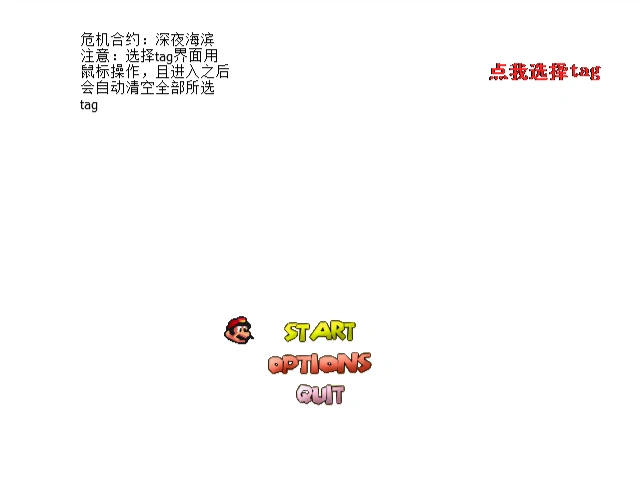 危机合约：深夜海滨
注意：选择tag界面用
鼠标操作，且进入之后
会自动清空全部所选
tag
点我选择tag
START
OPTIONS
QUIT